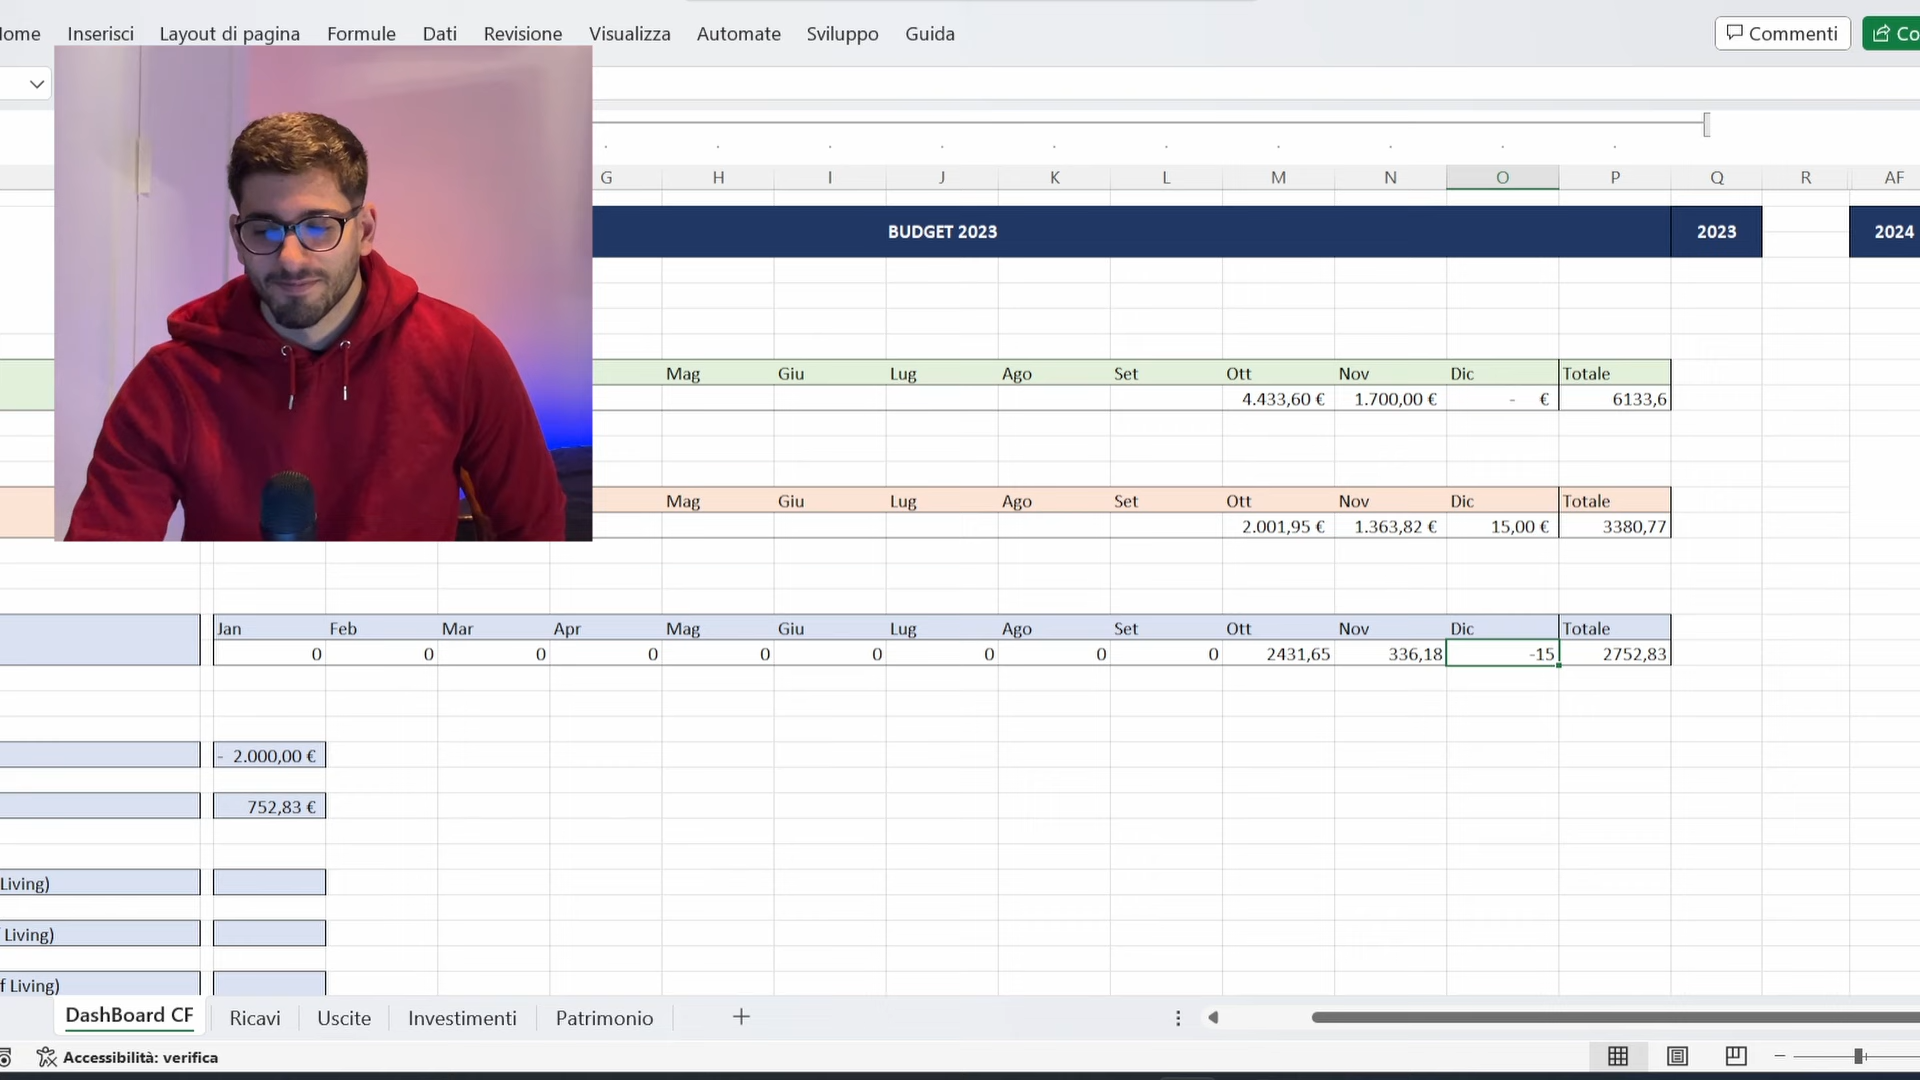 Inserisci Layout di pagina Formule Dati Revisione Visualizza Automate Sviluppo Guida Commenti
G H I J K L M N O P Q R AF
BUDGET 2023 2023 2024
Mag Giu Lug Ago Set Ott Nov Dic Totale
4.433,60 € 1.700,00 € - € 6133,6
Mag Giu Lug Ago Set Ott Nov Dic Totale
2.001,95 € 1.363,82 € 15,00 € 3380,77
Jan Feb Mar Apr Mag Giu Lug Ago Set Ott Nov Dic Totale
0 0 0 0 0 0 0 0 0 2431,65 336,18 -15 2752,83
- 2.000,00 €
752,83 €
Living)
Living)
f Living)
DashBoard CF Ricavi Uscite Investimenti Patrimonio
Accessibilità: verifica